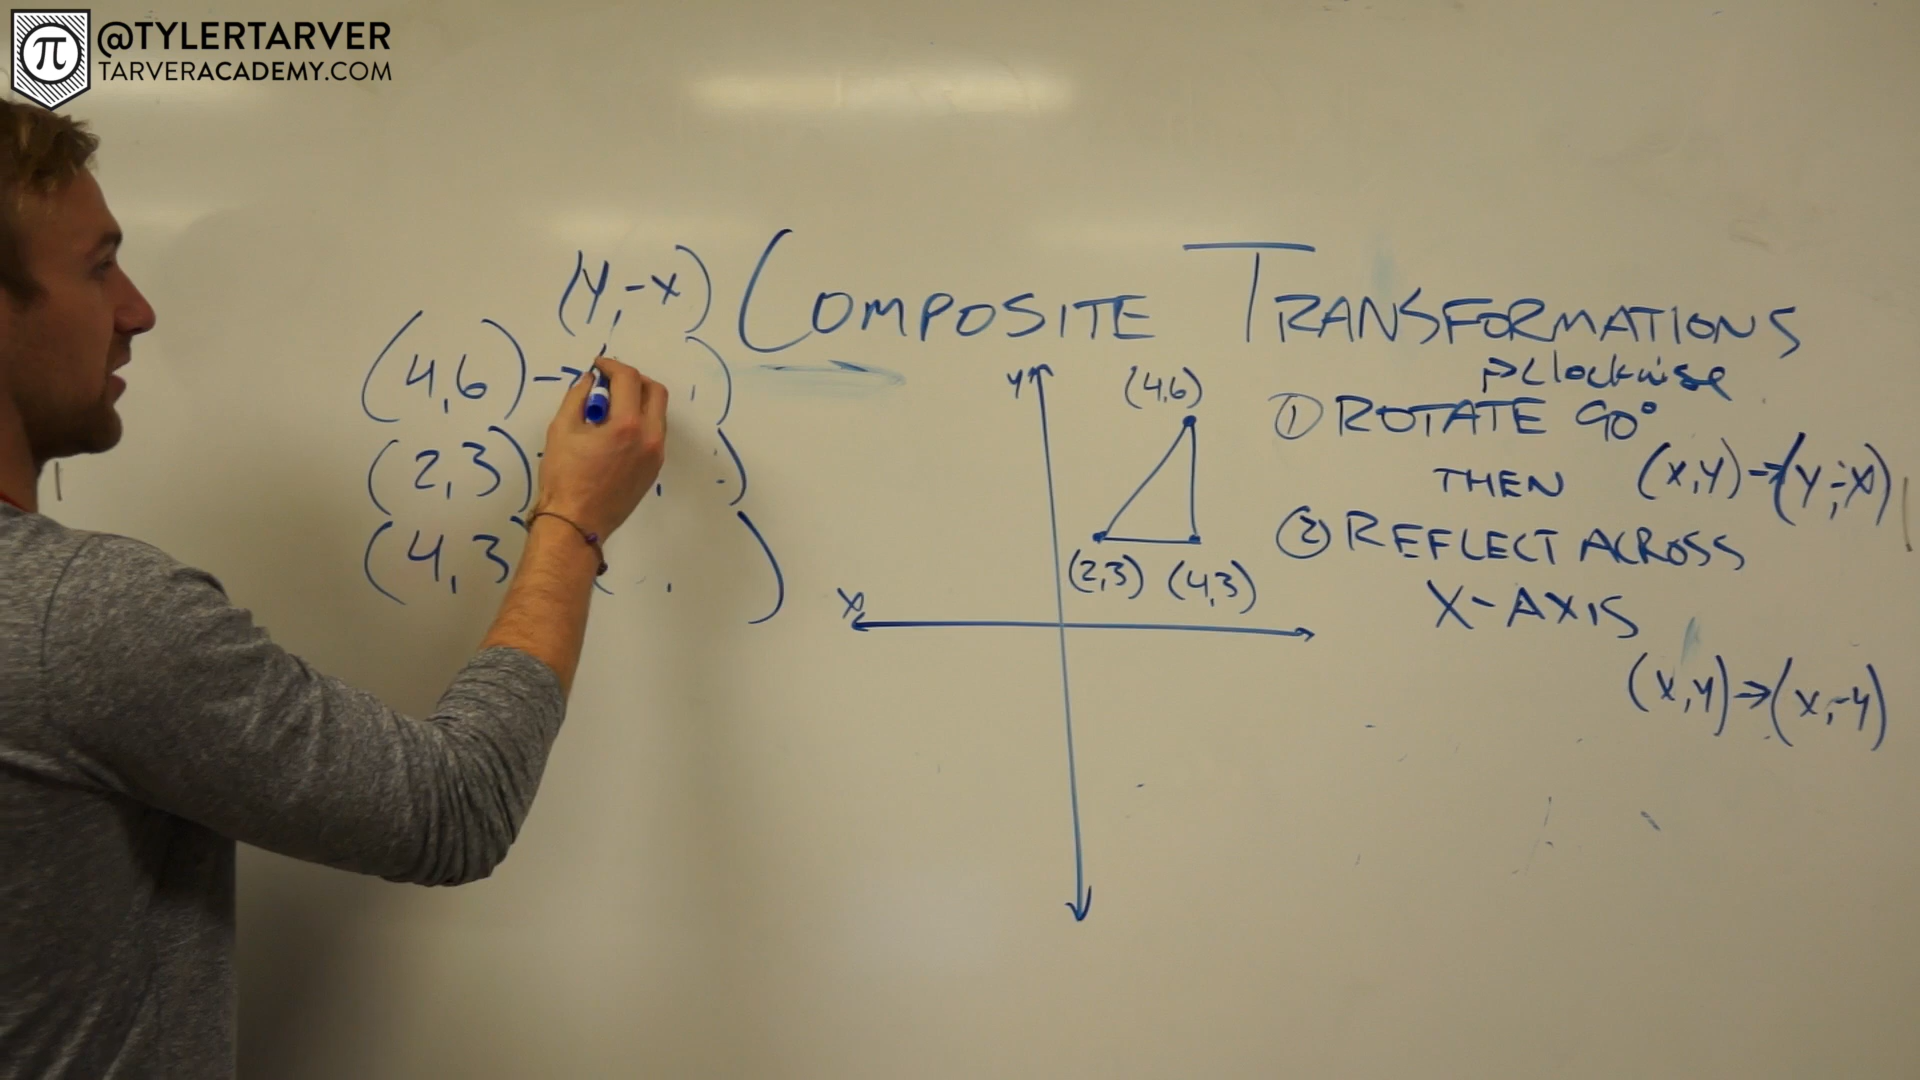 @TYLERTARVER
TARVERACADEMY.COM
COMPOSITE TRANSFORMATIONS
(Y,-X)
(4,6) →
(2,3)
(4,3
Y
X
(4,6)
(2,3) (4,3)
clockwise
① ROTATE 90°
THEN (X,Y)→(Y,-X)
② REFLECT ACROSS
X-AXIS
(X,Y)→(X,-Y)